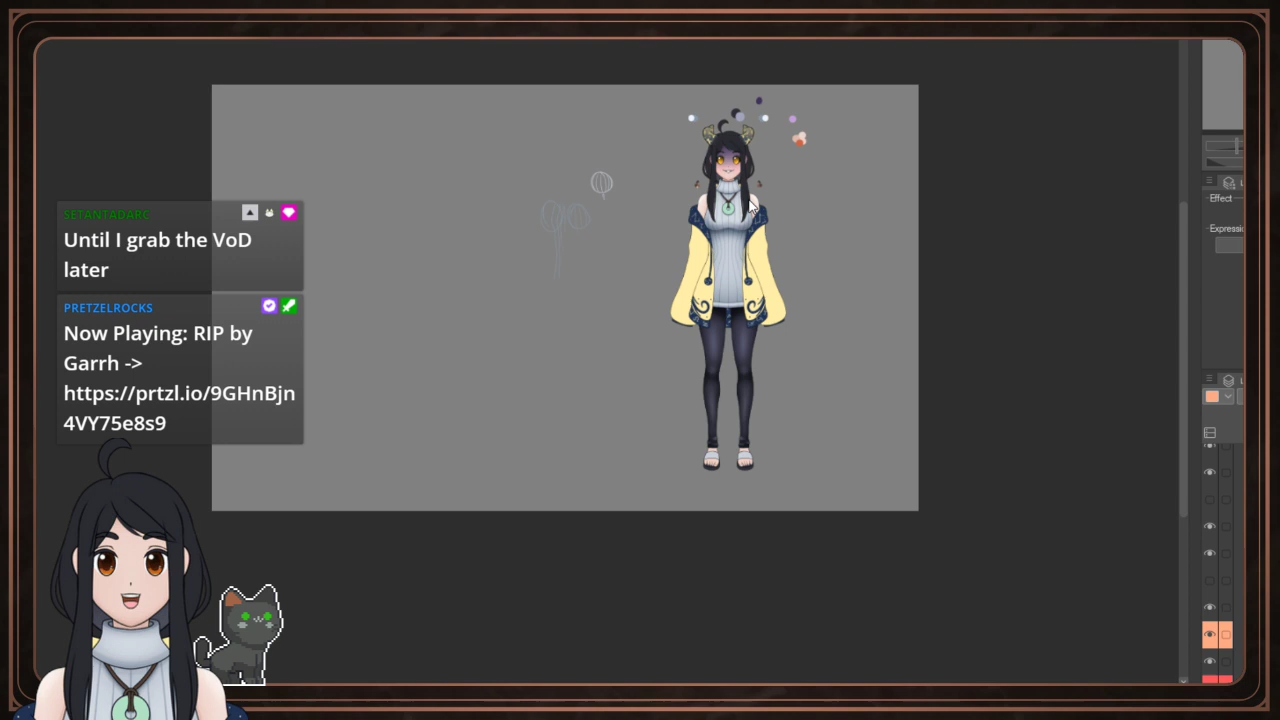 SETANTADARC
Until I grab the VoD
later
PRETZELROCKS
Now Playing: RIP by
Garrh ->
https://prtzl.io/9GHnBjn
4VY75e8s9
Effect